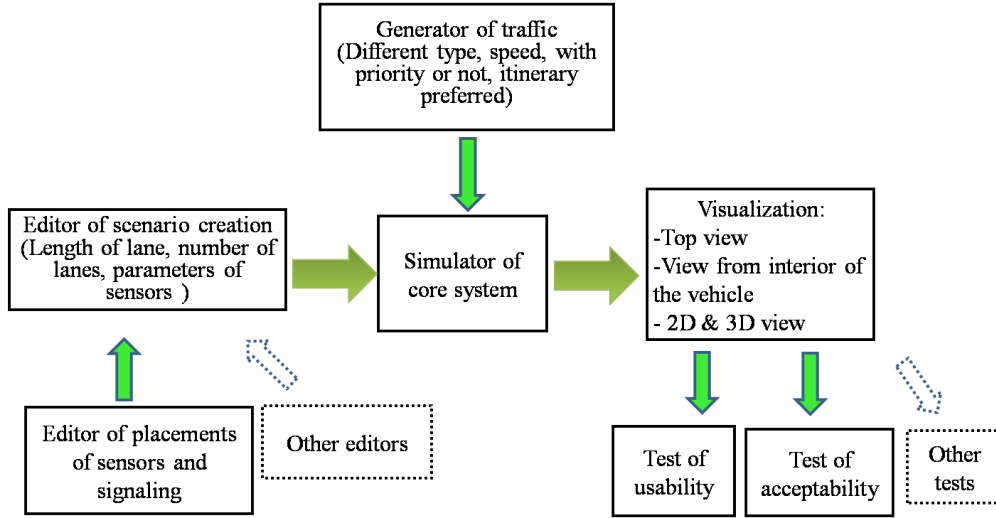 Generator of traffic
(Different type, speed, with
priority or not, itinerary
preferred)
Editor of scenario creation
(Length of lane, number of
lanes, parameters of
sensors )
Simulator of
core system
Visualization:
-Top view
-View from interior of
the vehicle
- 2D & 3D view
Editor of placements
of sensors and
signaling
Other editors
Test of
usability
Test of
acceptability
Other
tests